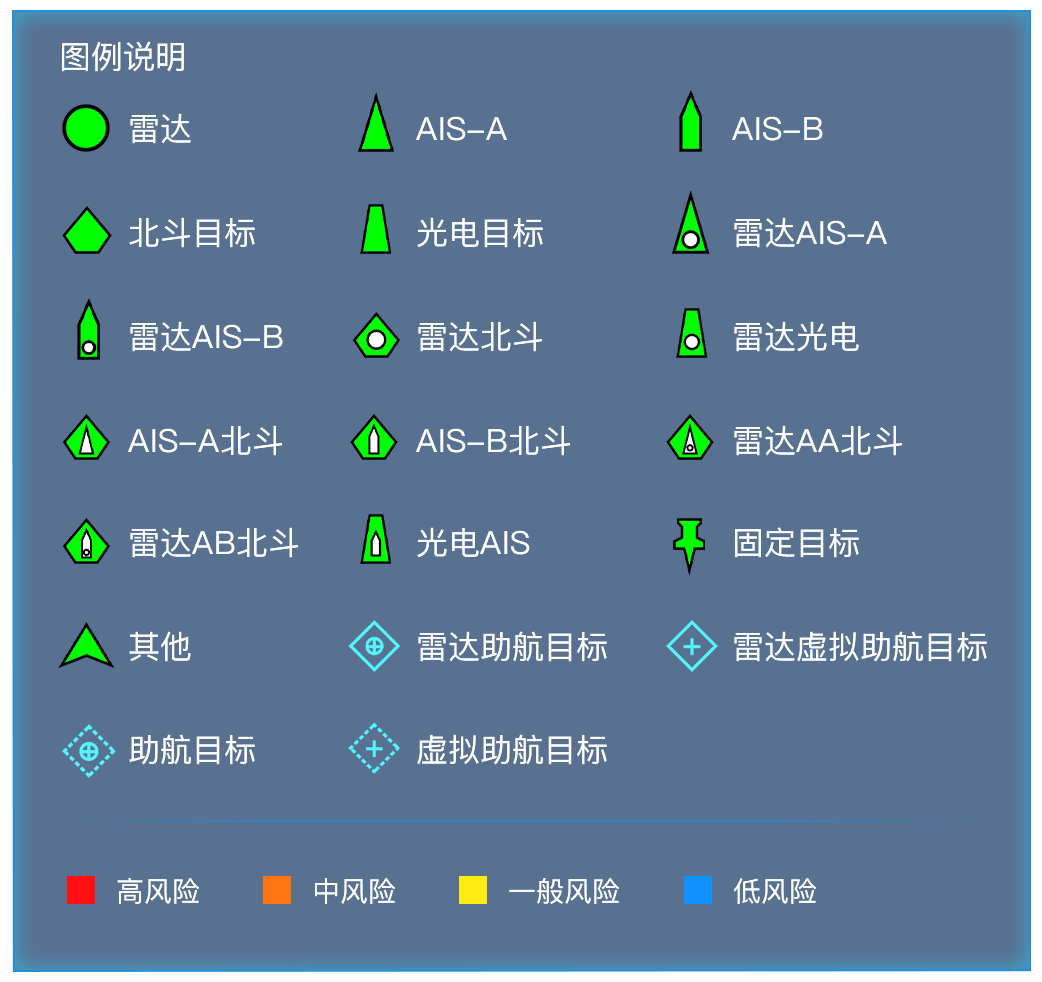 图例说明
雷达 AIS-A AIS-B
北斗目标 光电目标 雷达AIS-A
雷达AIS-B 雷达北斗 雷达光电
AIS-A北斗 AIS-B北斗 雷达AA北斗
雷达AB北斗 光电AIS 固定目标
其他 雷达助航目标 雷达虚拟助航目标
助航目标 虚拟助航目标
高风险 中风险 一般风险 低风险